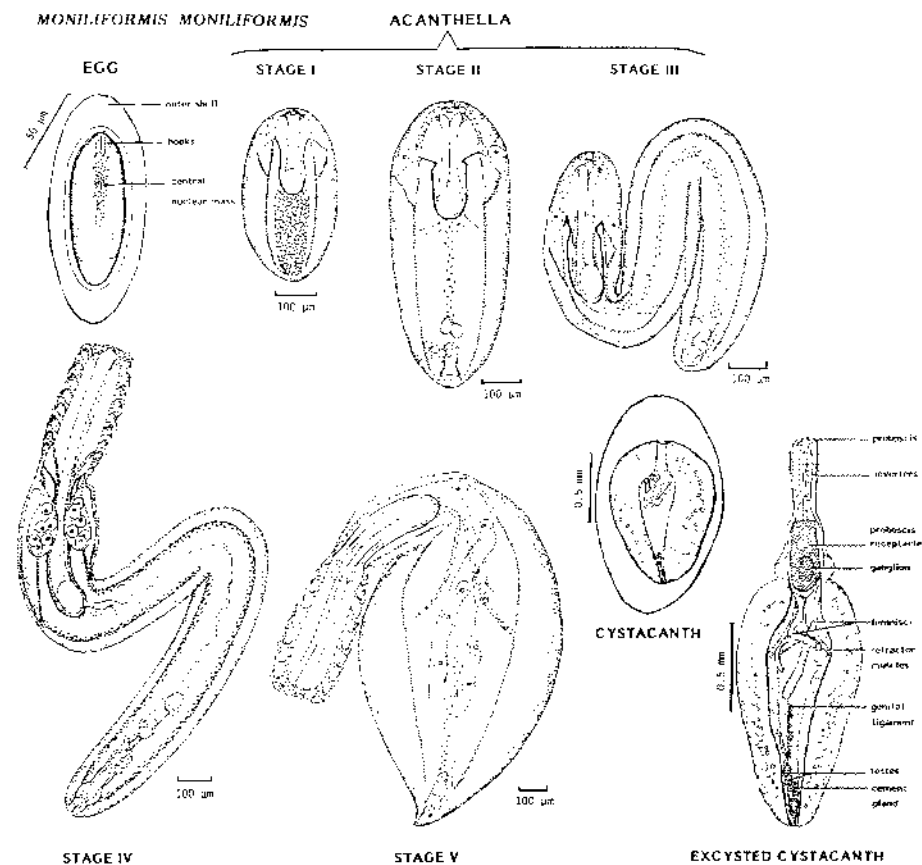 MONILIFORMIS MONILIFORMIS
ACANTHELLA
EGG
STAGE I
STAGE II
STAGE III
50 µm
outer shell
hooks
central
nuclear mass
100 µm
100 µm
100 µm
0.5 mm
CYSTACANTH
proboscis
proboscis
receptacle
ganglion
lemnisci
retractor
muscles
genital
ligament
testes
cement
gland
0.5 mm
100 µm
100 µm
STAGE IV
STAGE V
EXCYSTED CYSTACANTH